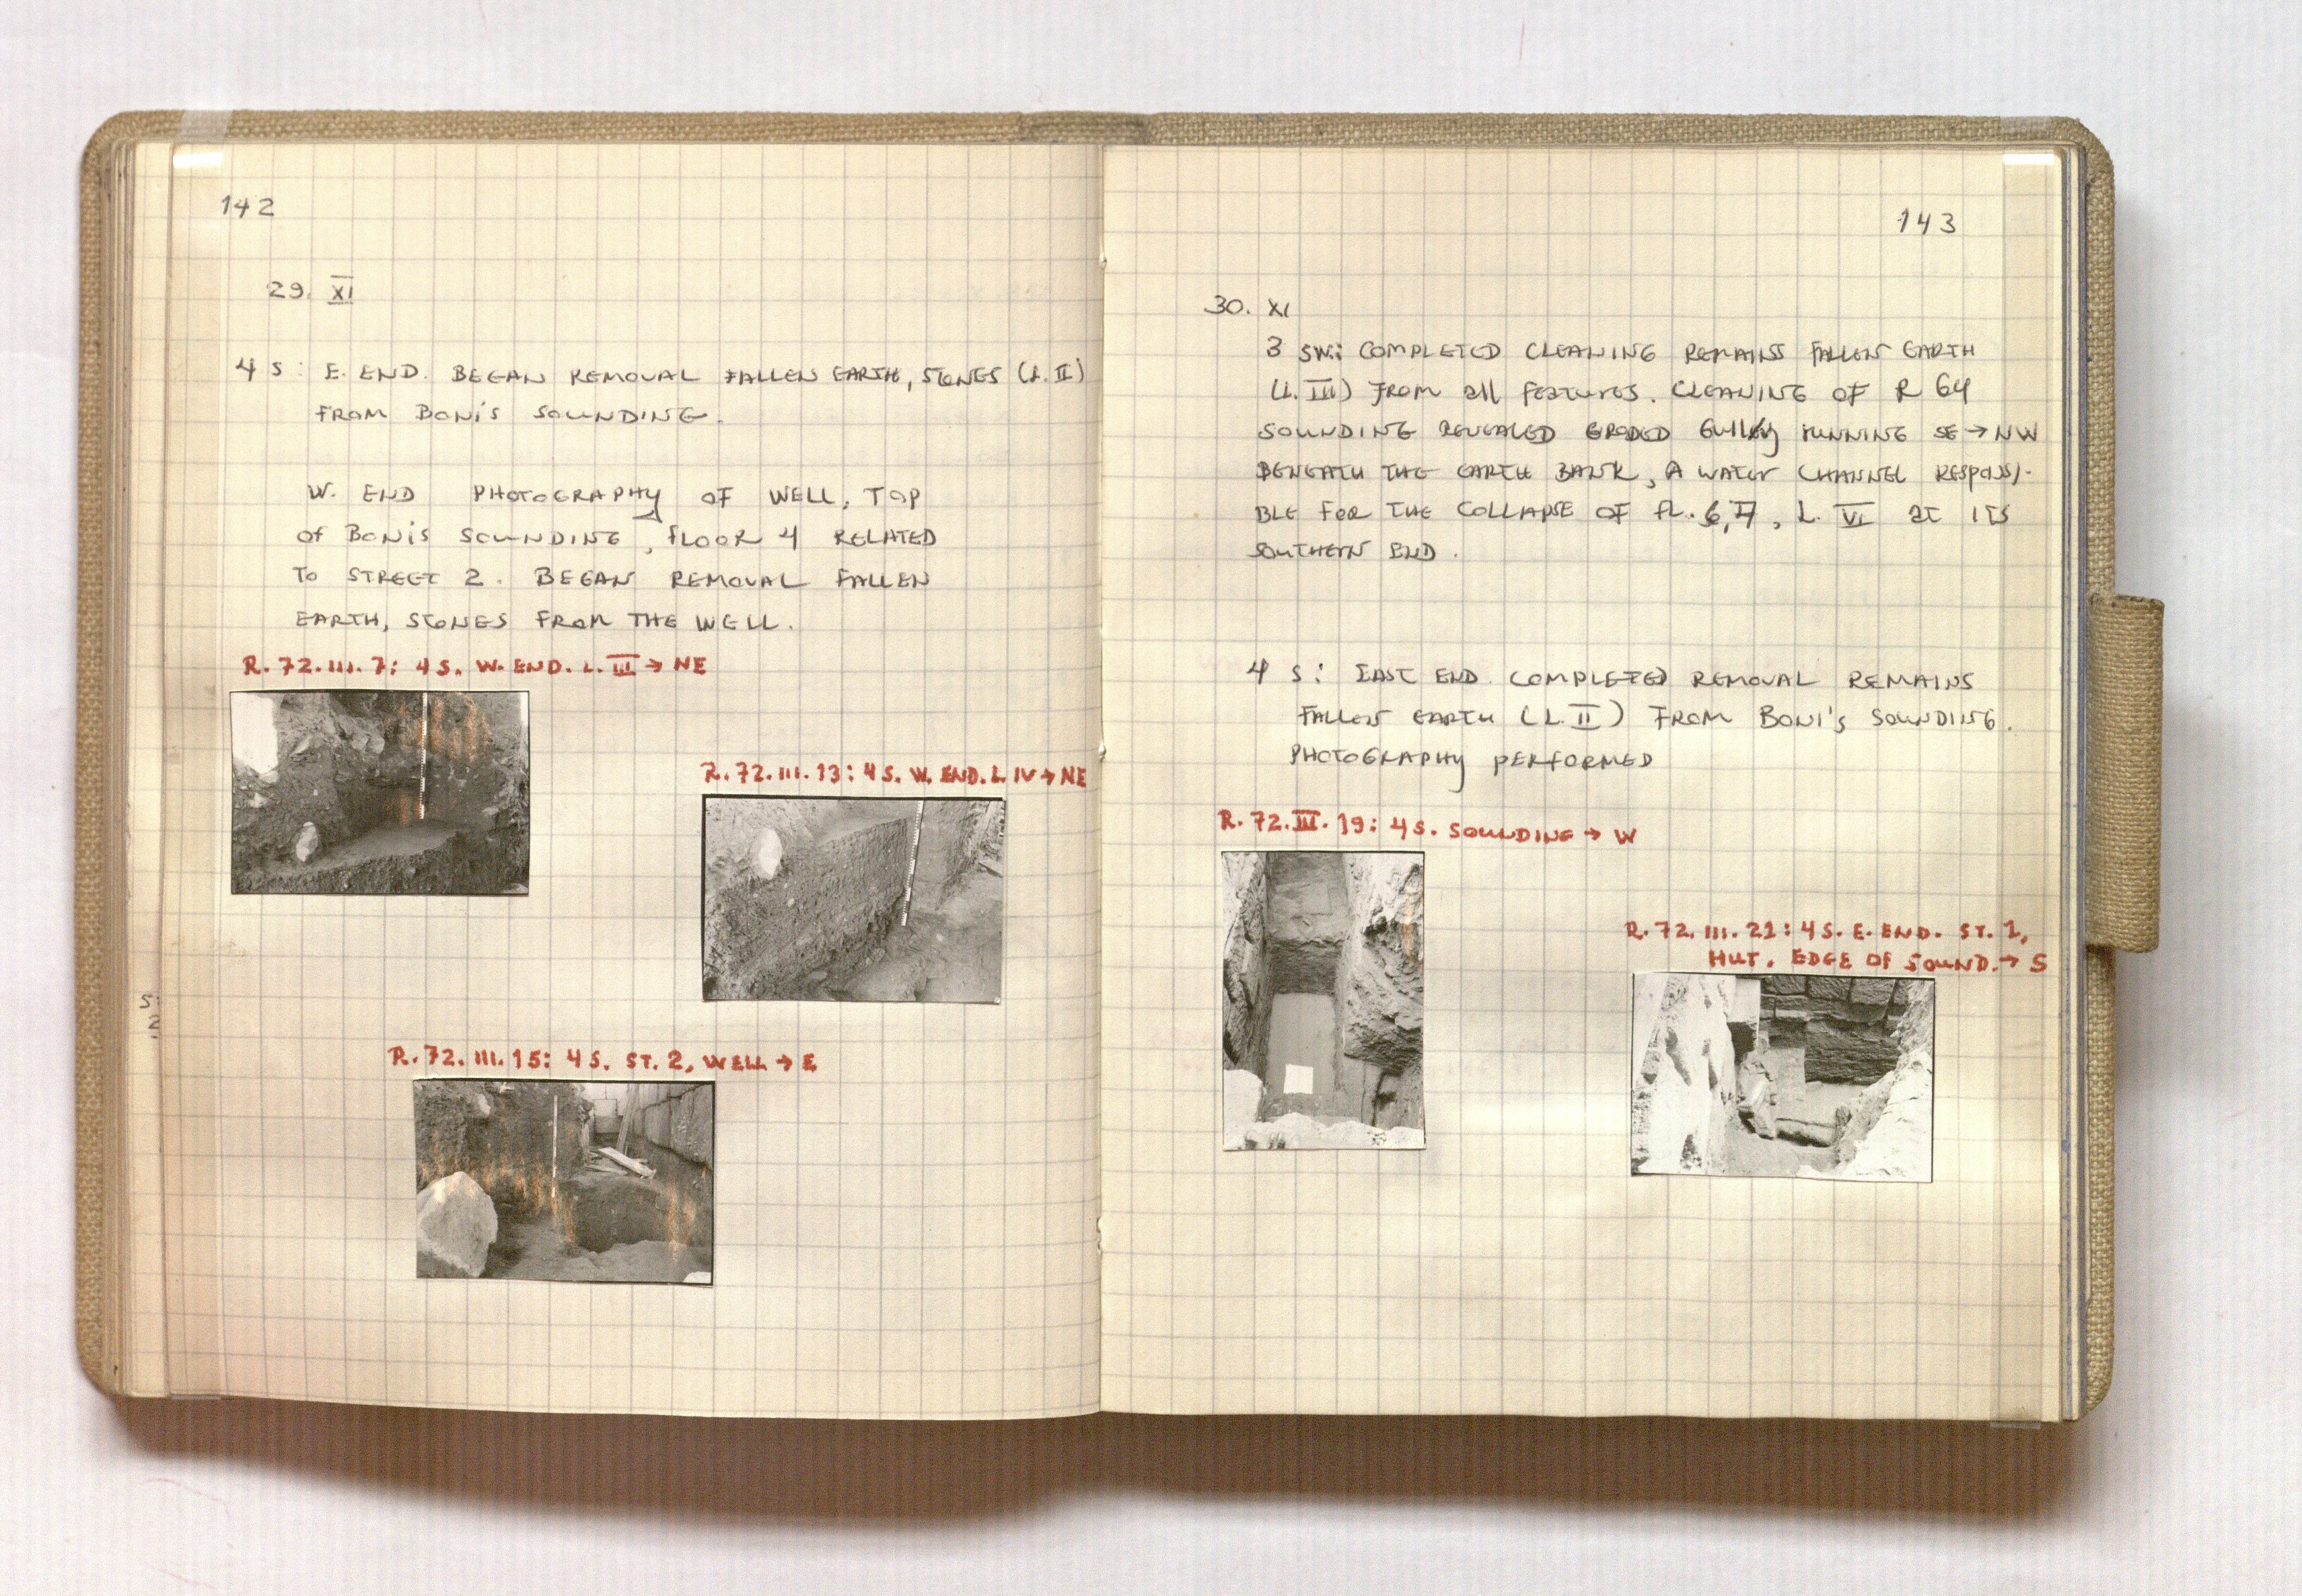 142
29. XI
4 S: E. END. BEGAN REMOVAL FALLEN EARTH, STONES (L. II)
FROM BONI'S SOUNDING.
W. END PHOTOGRAPHY OF WELL, TOP
OF BONI'S SOUNDING, FLOOR 4 RELATED
TO STREET 2. BEGAN REMOVAL FALLEN
EARTH, STONES FROM THE WELL.
R. 72. III. 7: 4 S. W. END. L. III → NE
R. 72. III. 13: 4 S. W. END. L. IV → NE
R. 72. III. 15: 4 S. ST. 2, WELL → E
143
30. XI
3 SW: COMPLETED CLEANING REMAINS FALLEN EARTH
(L. III) FROM all FEATURES. CLEANING OF R 64
SOUNDING REVEALED ERODED GULLEY RUNNING SE → NW
BENEATH THE EARTH BANK, A WATER CHANNEL RESPONSI-
BLE FOR THE COLLAPSE OF FL. 6, 7, L. VI AT ITS
SOUTHERN END.
4 S: EAST END COMPLETED REMOVAL REMAINS
FALLEN EARTH (L. II) FROM BONI'S SOUNDING.
PHOTOGRAPHY PERFORMED
R. 72. III. 19: 4 S. SOUNDING → W
R. 72. III. 21: 4 S. E. END. ST. 1,
HUT. EDGE OF SOUND. → S